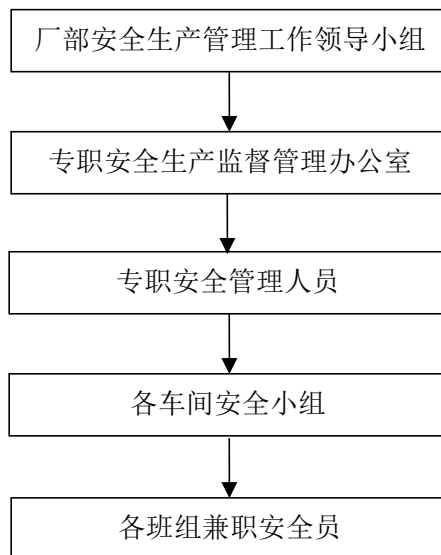 厂部安全生产管理工作领导小组
专职安全生产监督管理办公室
专职安全管理人员
各车间安全小组
各班组兼职安全员